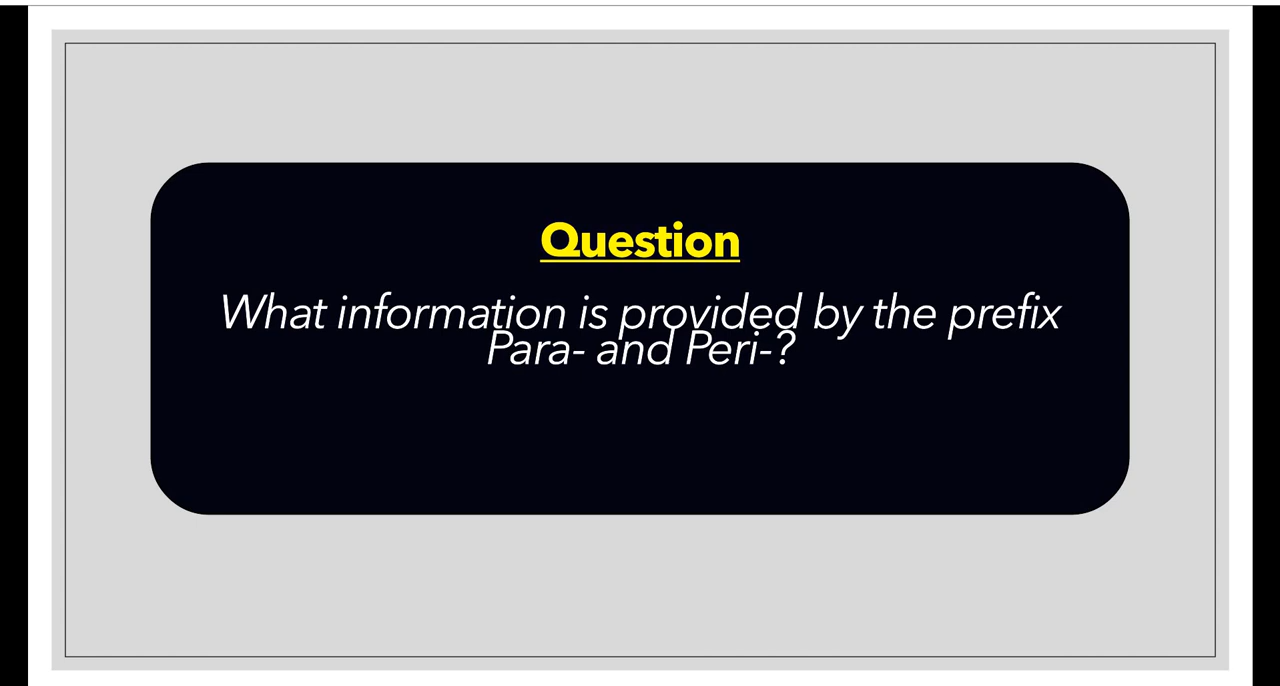 Question
What information is provided by the prefix
Para- and Peri-?